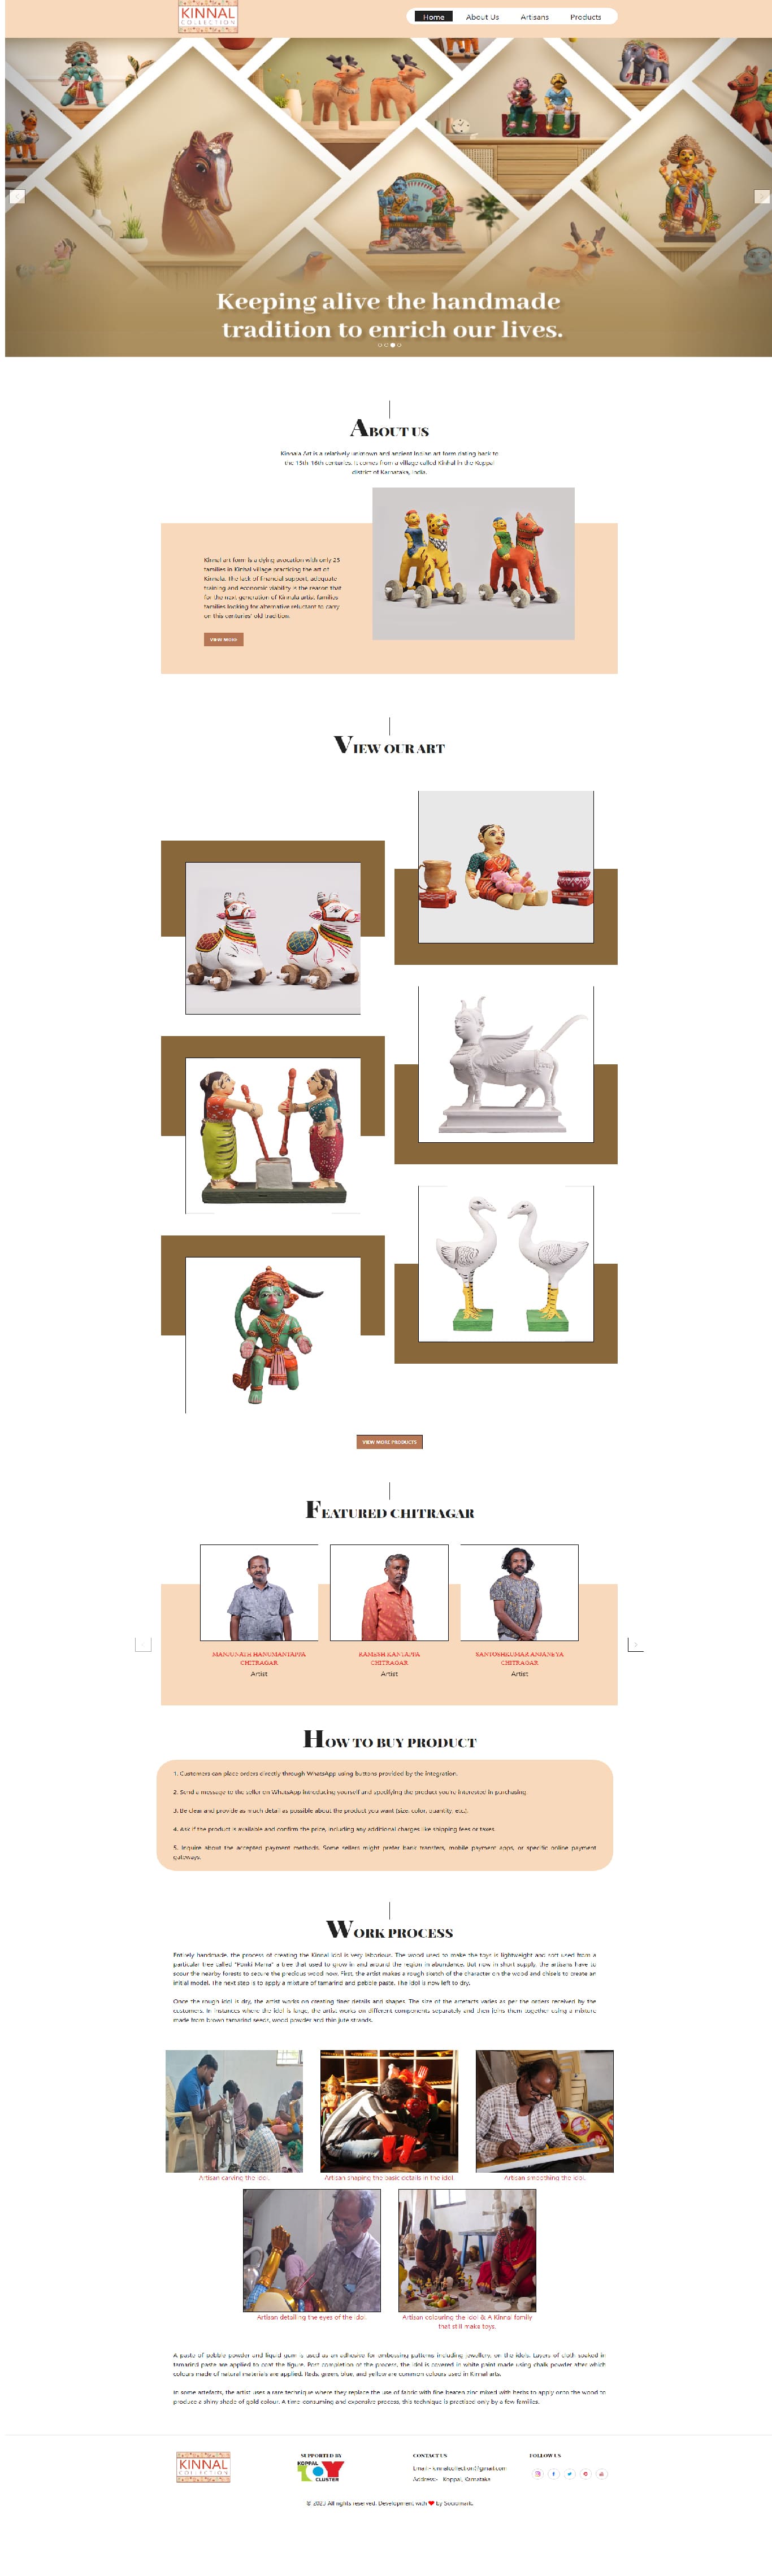 KINNAL
COLLECTION
Home About Us Artisans Products
Keeping alive the handmade
tradition to enrich our lives.
ABOUT US
Kinnala Art is a relatively unknown and ancient Indian art form dating back to
the 15th-16th centuries. It comes from a village called Kinhal in the Koppal
district of Karnataka, India.
Kinnal art form is a dying avocation with only 25
families in Kinhal village practicing the art of
Kinnala. The lack of financial support, adequate
training and economic viability is the reason that
for the next generation of Kinnala artist families
families looking for alternative reluctant to carry
on this centuries' old tradition.
VIEW MORE
VIEW OUR ART
VIEW MORE PRODUCTS
FEATURED CHITRAGAR
MANJUNATH HANUMANTAPPA
CHITRAGAR
Artist
RAMESH KANTAPPA
CHITRAGAR
Artist
SANTOSHKUMAR ANJANEYA
CHITRAGAR
Artist
HOW TO BUY PRODUCT
1. Customers can place orders directly through WhatsApp using buttons provided by the integration.
2. Send a message to the seller on WhatsApp introducing yourself and specifying the product you're interested in purchasing.
3. Be clear and provide as much detail as possible about the product you want (size, color, quantity, etc.).
4. Ask if the product is available and confirm the price, including any additional charges like shipping fees or taxes.
5. Inquire about the accepted payment methods. Some sellers might prefer bank transfers, mobile payment apps, or specific online payment
gateways.
WORK PROCESS
Entirely handmade, the process of creating the Kinnal idol is very laborious. The wood used to make the toys is lightweight and soft used from a
particular tree called "Ponki Mara" a tree that used to grow in and around the region in abundance. But now in short supply, the artisans have to
scour the nearby forests to secure the precious wood now. First, the artist makes a rough sketch of the character on the wood and chisels to create an
initial model. The next step is to apply a mixture of tamarind and pebble paste. The idol is now left to dry.
Once the rough idol is dry, the artist works on creating finer details and shapes. The size of the artefacts varies as per the orders received by the
customers. In instances where the idol is large, the artist works on different components separately and then joins them together using a mixture
made from brown tamarind seeds, wood powder and thin jute strands.
Artisan carving the idol.
Artisan shaping the basic details in the idol.
Artisan smoothing the idol.
Artisan detailing the eyes of the idol.
Artisan colouring the idol & A Kinnal family
that still make toys.
A paste of pebble powder and liquid gum is used as an adhesive for embossing patterns including jewellery, on the idols. Layers of cloth soaked in
tamarind paste are applied to coat the figure. Post completion of the process, the idol is covered in white paint made using chalk powder after which
colours made of natural materials are applied. Reds, green, blue, and yellow are common colours used in Kinnal arts.
In some artefacts, the artist uses a rare technique where they replace the use of fabric with fine beaten zinc mixed with herbs to apply onto the wood to
produce a shiny shade of gold colour. A time-consuming and expensive process, this technique is practised only by a few families.
KINNAL
COLLECTION
SUPPORTED BY
KOPPAL
TOY
CLUSTER
CONTACT US
Email:- kinnalcollection@gmail.com
Address:- Koppal, Karnataka
FOLLOW US
© 2023 All rights reserved. Development with ❤ by Sociomark.